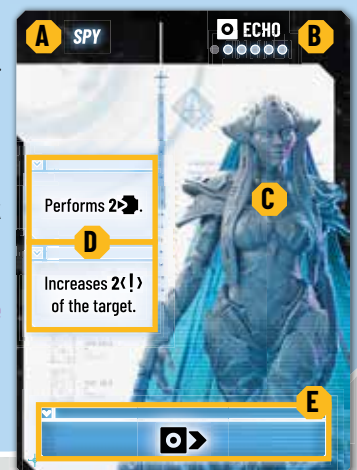 A SPY ECHO B
C
Performs 2.
D
Increases 2(!)
of the target.
E